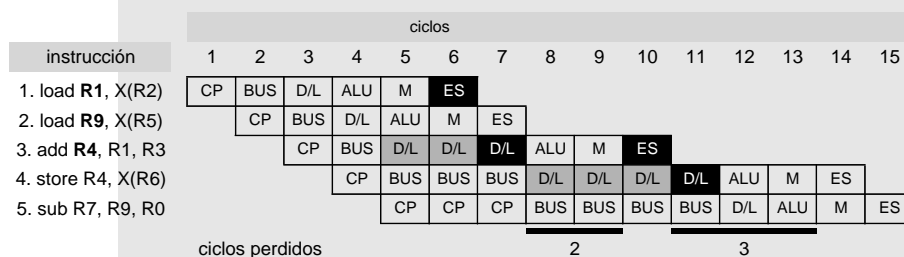 ciclos
instrucción 1 2 3 4 5 6 7 8 9 10 11 12 13 14 15
1. load R1, X(R2) CP BUS D/L ALU M ES
2. load R9, X(R5) CP BUS D/L ALU M ES
3. add R4, R1, R3 CP BUS D/L D/L D/L ALU M ES
4. store R4, X(R6) CP BUS BUS BUS D/L D/L D/L D/L ALU M ES
5. sub R7, R9, R0 CP CP CP BUS BUS BUS BUS D/L ALU M ES
ciclos perdidos 2 3